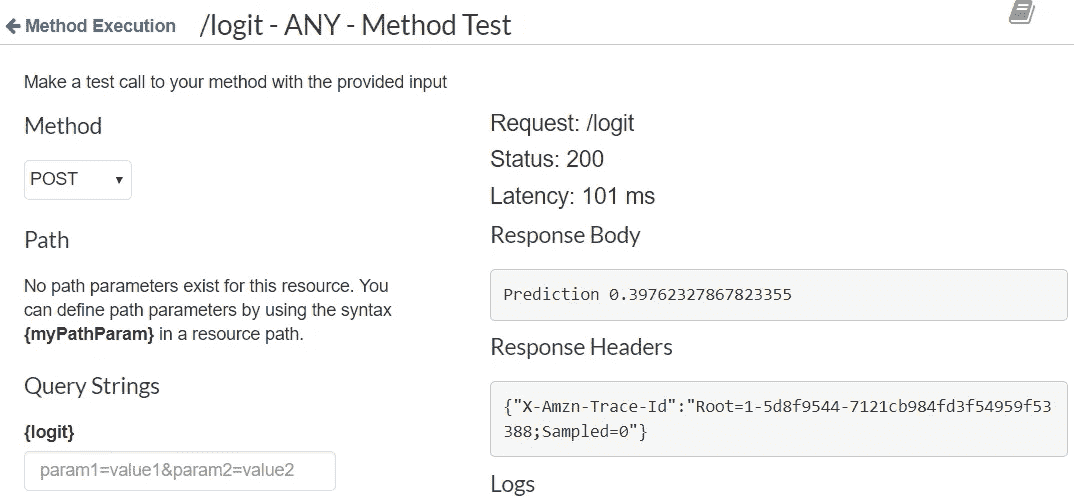 Method Execution /logit - ANY - Method Test
Make a test call to your method with the provided input
Method
POST
Path
No path parameters exist for this resource. You
can define path parameters by using the syntax
{myPathParam} in a resource path.
Query Strings
{logit}
param1=value1&param2=value2
Request: /logit
Status: 200
Latency: 101 ms
Response Body
Prediction 0.39762327867823355
Response Headers
{"X-Amzn-Trace-Id":"Root=1-5d8f9544-7121cb984fd3f54959f53
388;Sampled=0"}
Logs